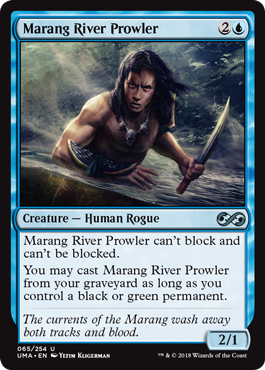 Marang River Prowler 2
Creature — Human Rogue
Marang River Prowler can't block and
can't be blocked.
You may cast Marang River Prowler
from your graveyard as long as you
control a black or green permanent.
The currents of the Marang wash away
both tracks and blood.
2/1
065/254 U
UMA • EN YEFIM KLIGERMAN
™ & © 2018 Wizards of the Coast